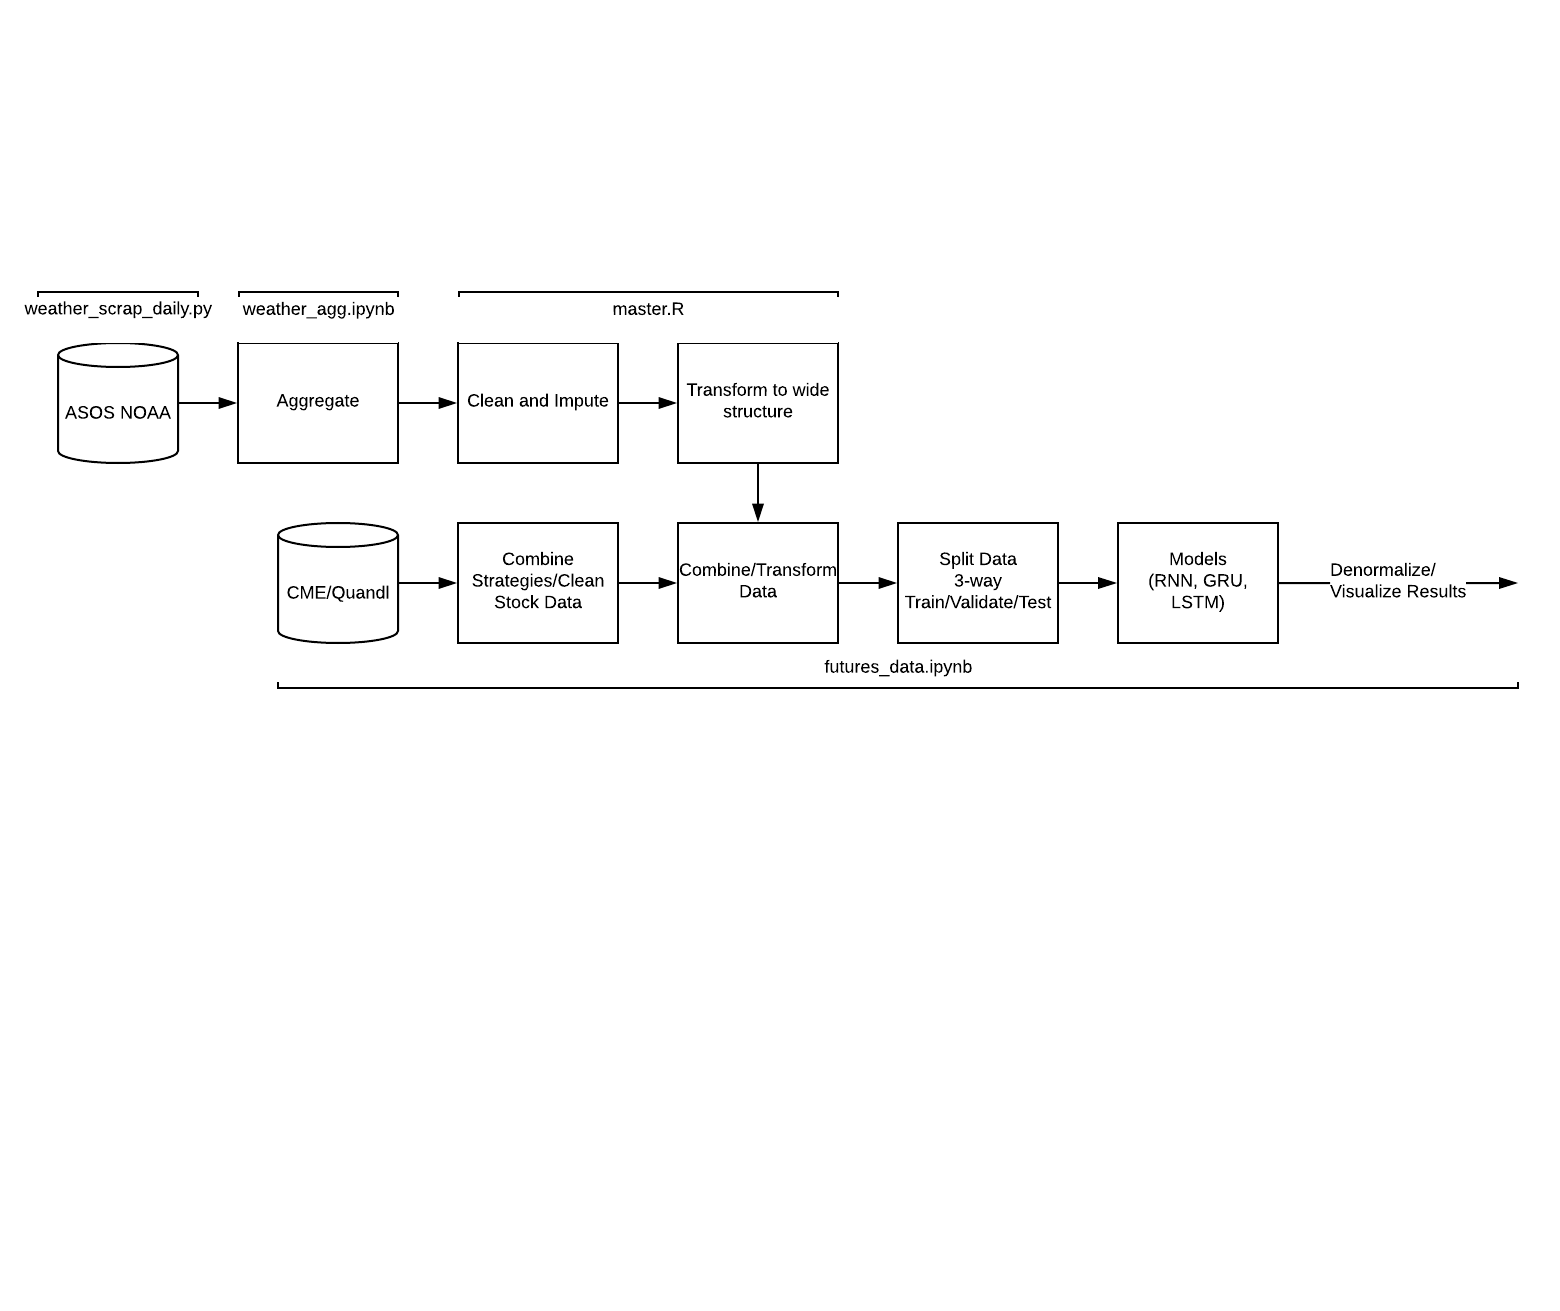 weather_scrap_daily.py
weather_agg.ipynb
master.R
ASOS NOAA
Aggregate
Clean and Impute
Transform to wide
structure
CME/Quandl
Combine
Strategies/Clean
Stock Data
Combine/Transform
Data
Split Data
3-way
Train/Validate/Test
Models
(RNN, GRU,
LSTM)
Denormalize/
Visualize Results
futures_data.ipynb